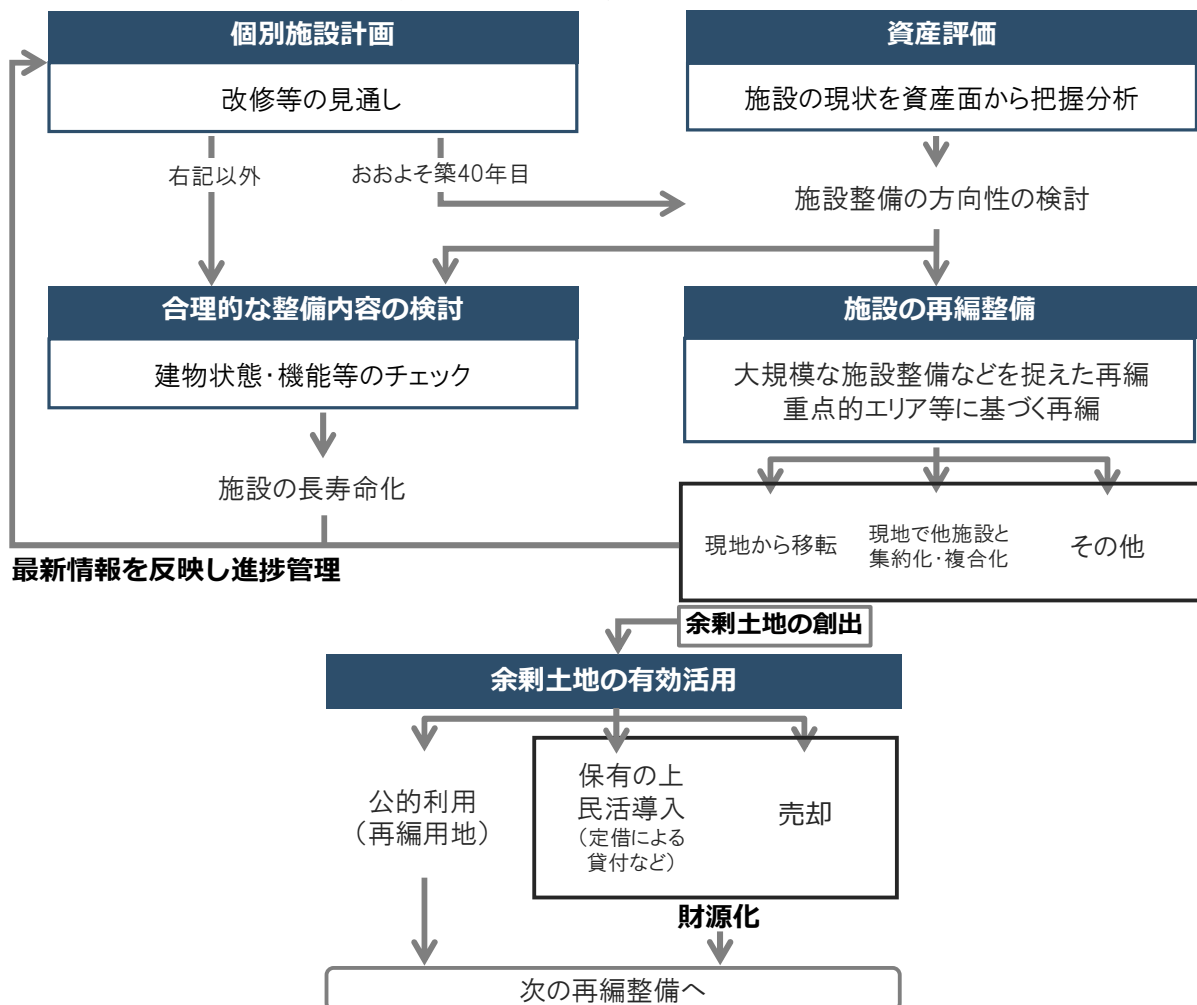 個別施設計画
改修等の見通し
資産評価
施設の現状を資産面から把握分析
右記以外
おおよそ築40年目
施設整備の方向性の検討
合理的な整備内容の検討
建物状態・機能等のチェック
施設の再編整備
大規模な施設整備などを捉えた再編
重点的エリア等に基づく再編
施設の長寿命化
最新情報を反映し進捗管理
現地から移転
現地で他施設と
集約化・複合化
その他
余剰土地の創出
余剰土地の有効活用
公的利用
（再編用地）
保有の上
民活導入
（定借による
貸付など）
売却
財源化
次の再編整備へ